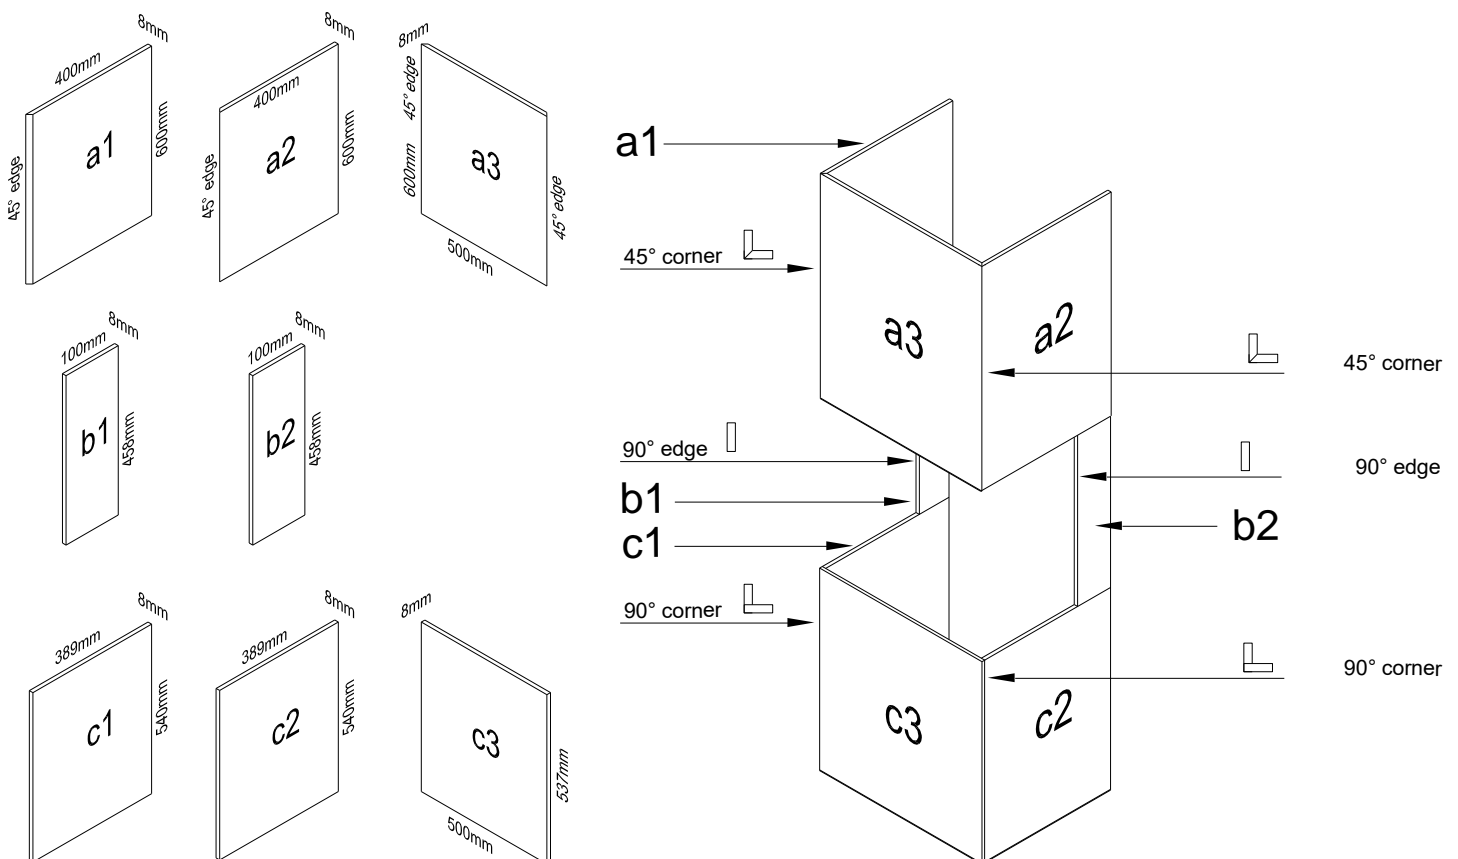 8mm
400mm
a1
600mm
45° edge
8mm
400mm
a2
600mm
45° edge
8mm
45° edge
600mm
a3
45° edge
500mm
8mm
100mm
b1
458mm
8mm
100mm
b2
458mm
8mm
389mm
c1
540mm
8mm
389mm
c2
540mm
8mm
c3
537mm
500mm
a1
45° corner
a3
a2
45° corner
90° edge
90° edge
b1
b2
c1
90° corner
90° corner
c3
c2